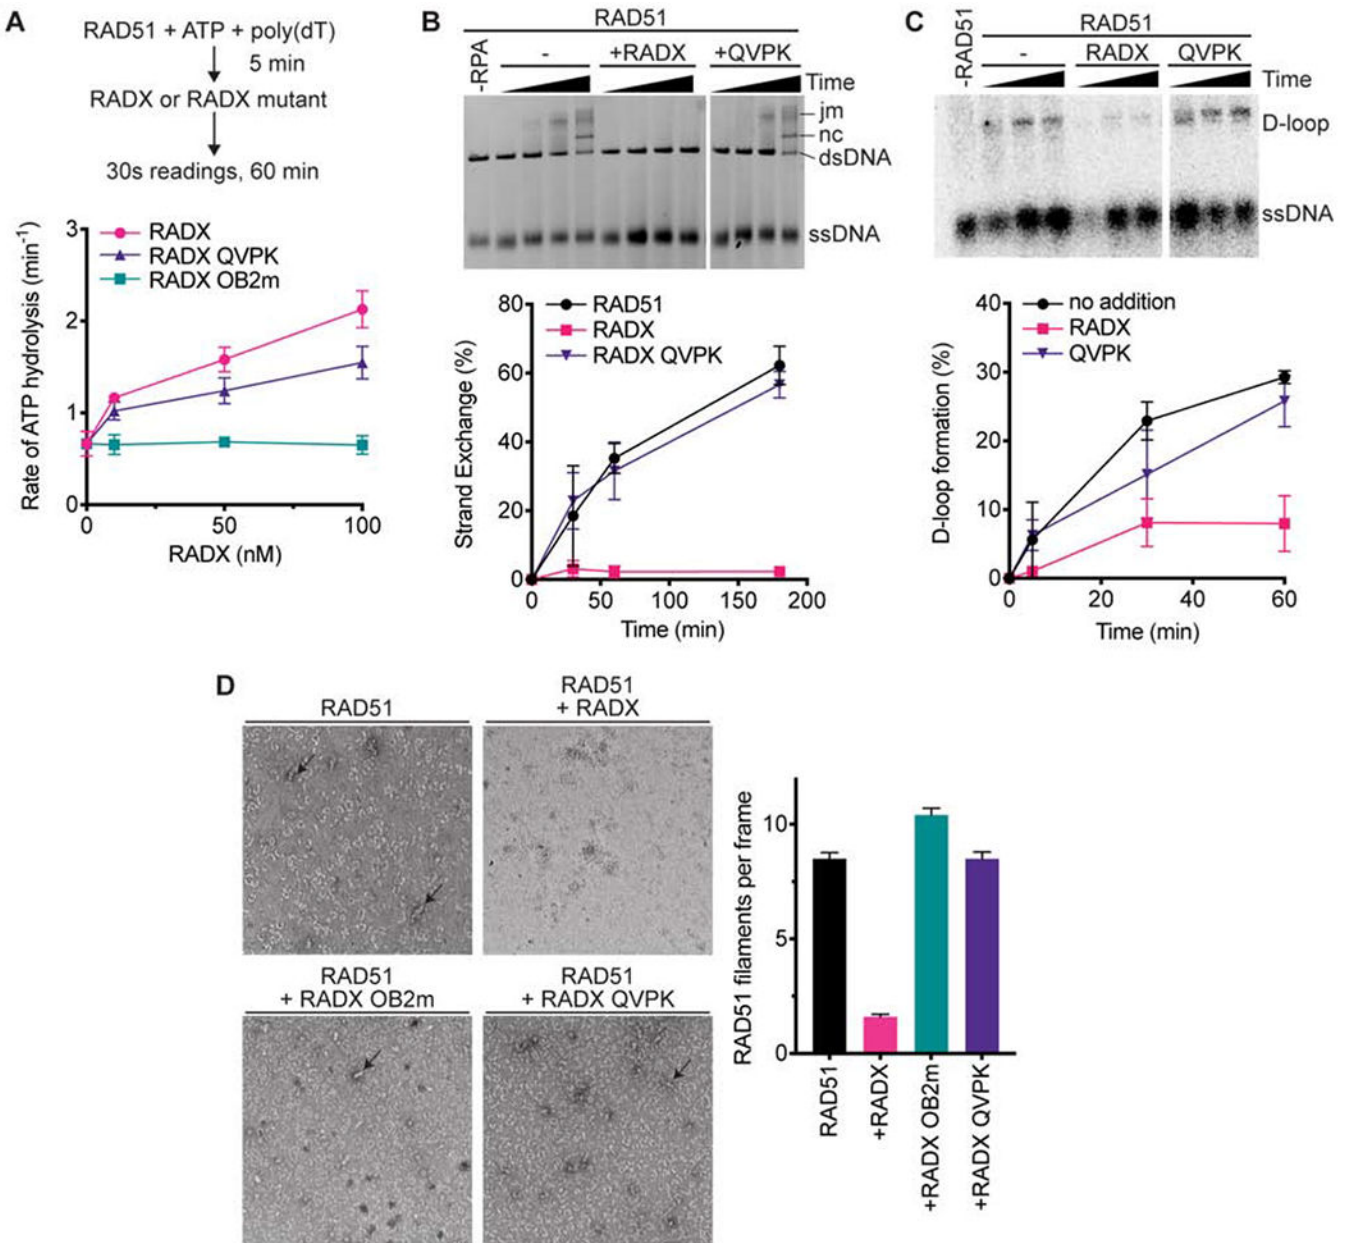 A
RAD51 + ATP + poly(dT)
5 min
RADX or RADX mutant
30s readings, 60 min
Rate of ATP hydrolysis (min⁻¹)
3
2
1
0
RADX
RADX QVPK
RADX OB2m
0 50 100
RADX (nM)
B
RAD51
-RPA
- +RADX +QVPK
Time
jm
nc
dsDNA
ssDNA
Strand Exchange (%)
80
60
40
20
0
RAD51
RADX
RADX QVPK
0 50 100 150 200
Time (min)
C
RAD51
-RAD51
- RADX QVPK
Time
D-loop
ssDNA
D-loop formation (%)
40
30
20
10
0
no addition
RADX
QVPK
0 20 40 60
Time (min)
D
RAD51
RAD51
+ RADX
RAD51
+ RADX OB2m
RAD51
+ RADX QVPK
RAD51 filaments per frame
10
5
0
RAD51
+RADX
+RADX OB2m
+RADX QVPK